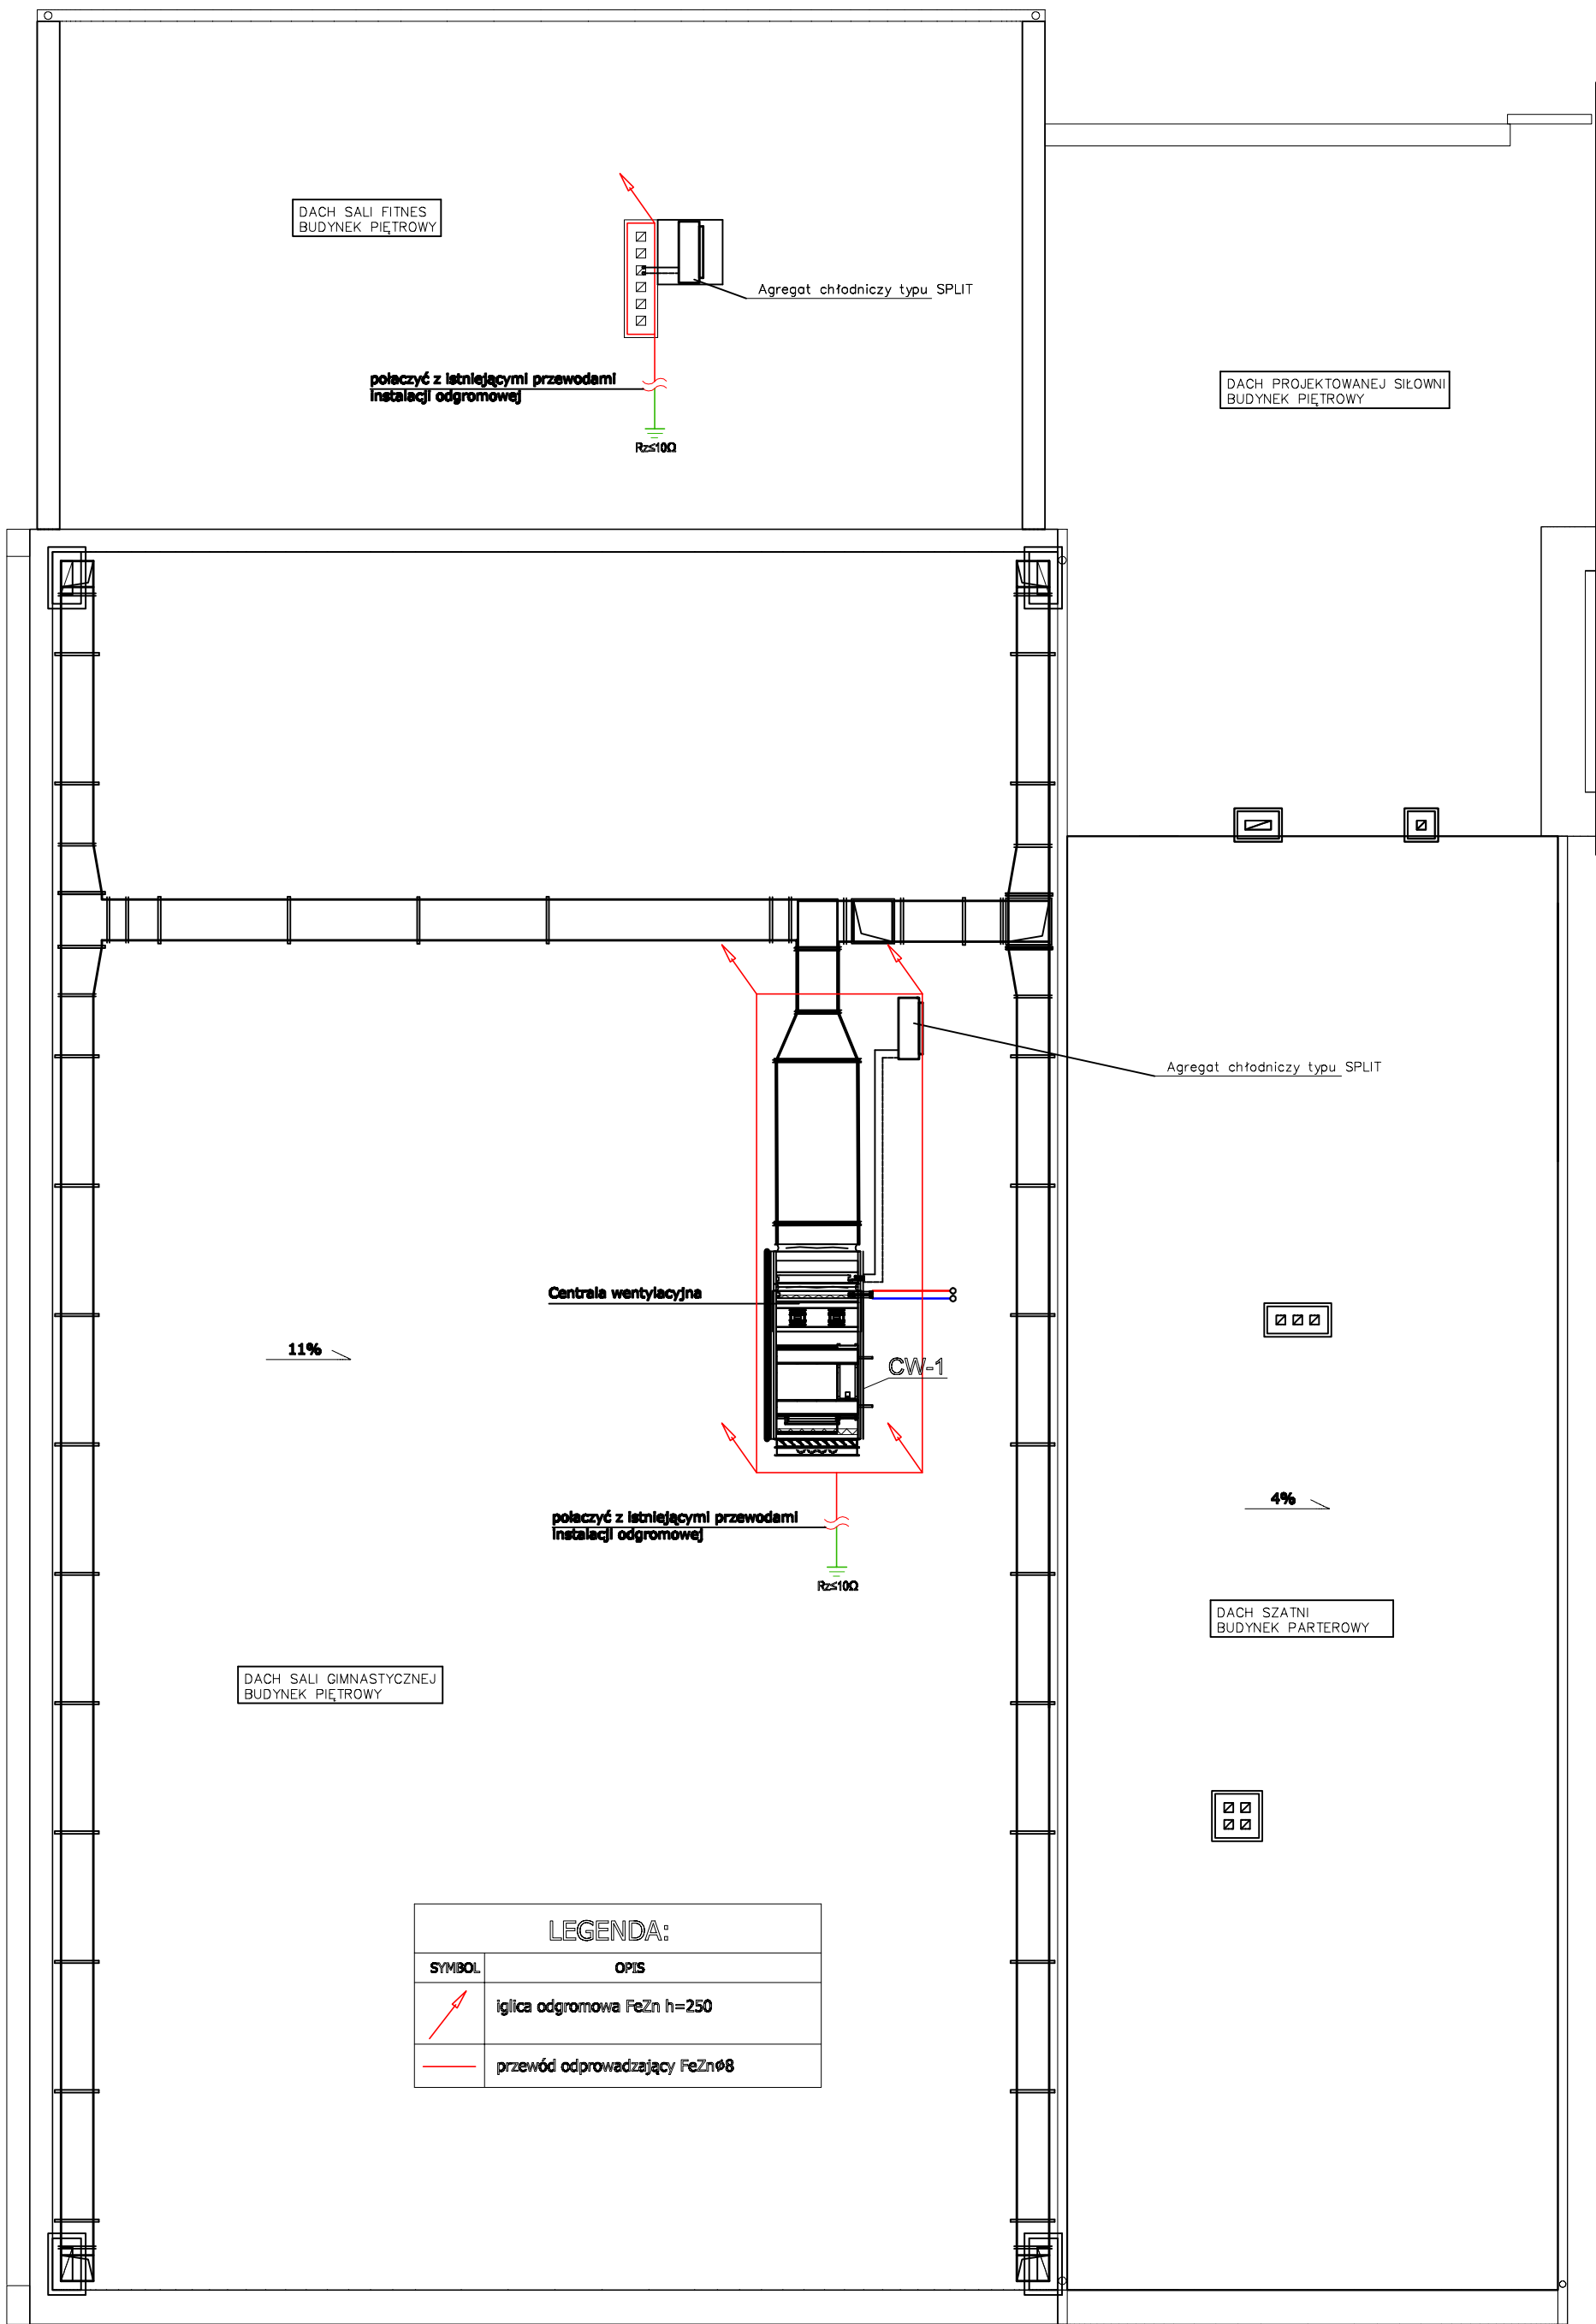 DACH SALI FITNES
BUDYNEK PIĘTROWY
Agregat chłodniczy typu SPLIT
połaczyć z istniejącymi przewodami
instalacji odgromowej
Rz≤10Ω
DACH PROJEKTOWANEJ SIŁOWNI
BUDYNEK PIĘTROWY
Agregat chłodniczy typu SPLIT
Centrala wentylacyjna
11%
CW-1
połaczyć z istniejącymi przewodami
instalacji odgromowej
4%
Rz≤10Ω
DACH SZATNI
BUDYNEK PARTEROWY
DACH SALI GIMNASTYCZNEJ
BUDYNEK PIĘTROWY
LEGENDA:
SYMBOL OPIS
iglica odgromowa FeZn h=250
przewód odprowadzający FeZnø8